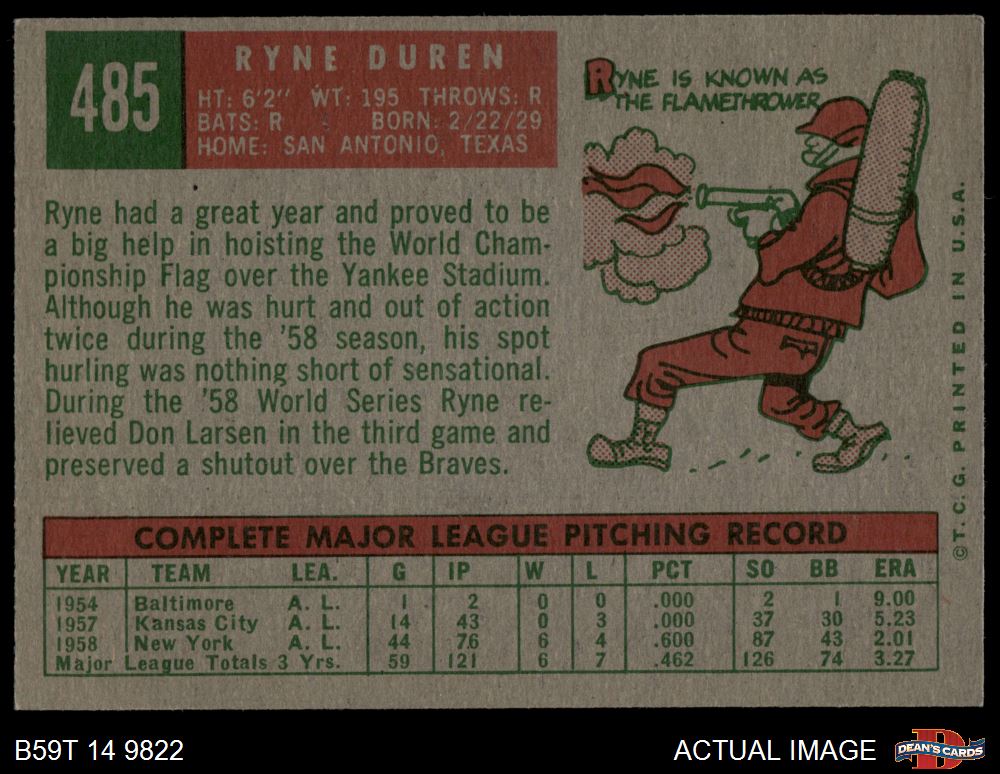 485
RYNE DUREN
HT: 6'2" WT: 195 THROWS: R
BATS: R BORN: 2/22/29
HOME: SAN ANTONIO, TEXAS
RYNE IS KNOWN AS
THE FLAMETHROWER
Ryne had a great year and proved to be
a big help in hoisting the World Cham-
pionship Flag over the Yankee Stadium.
Although he was hurt and out of action
twice during the '58 season, his spot
hurling was nothing short of sensational.
During the '58 World Series Ryne re-
lieved Don Larsen in the third game and
preserved a shutout over the Braves.
© T. C. G. PRINTED IN U.S.A.
COMPLETE MAJOR LEAGUE PITCHING RECORD
YEAR TEAM LEA. G IP W L PCT SO BB ERA
1954 Baltimore A. L. 1 2 0 0 .000 2 1 9.00
1957 Kansas City A. L. 14 43 0 3 .000 37 30 5.23
1958 New York A. L. 44 76 6 4 .600 87 43 2.01
Major League Totals 3 Yrs. 59 121 6 7 .462 126 74 3.27
B59T 14 9822
ACTUAL IMAGE
D
DEAN'S CARDS